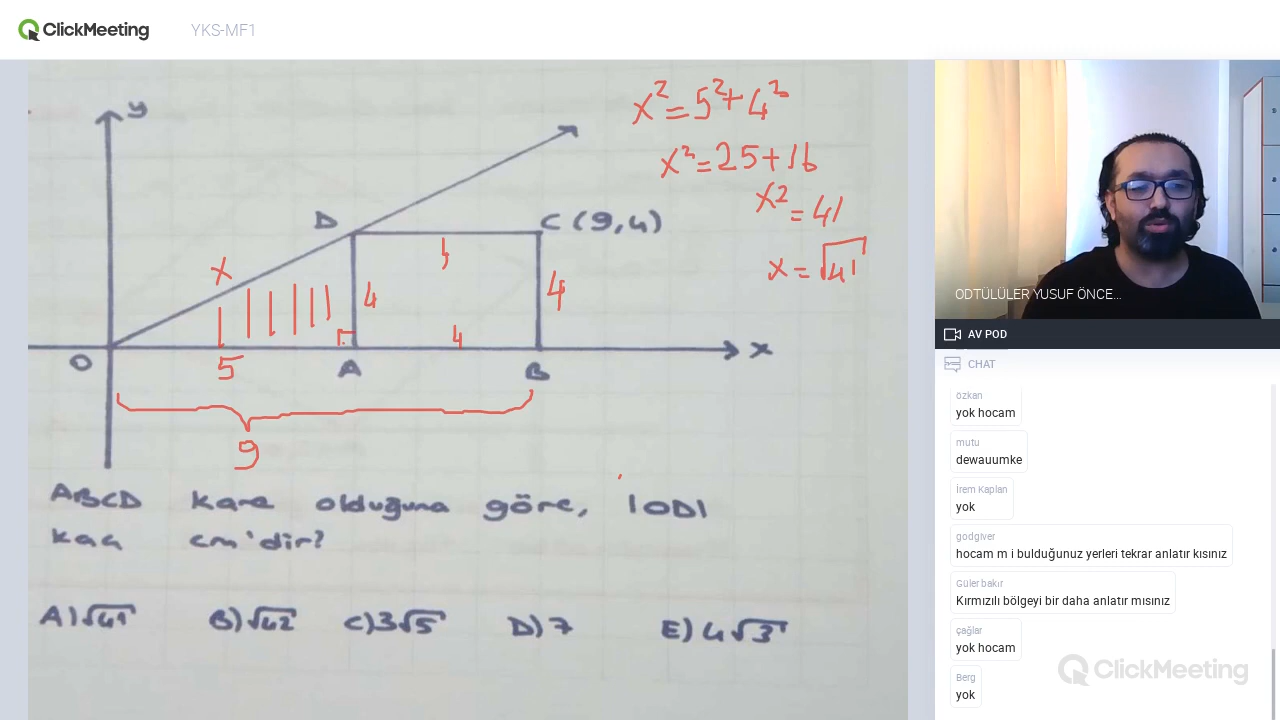 ClickMeeting YKS-MF1
y
x² = 5² + 4²
x² = 25 + 16
x² = 41
x = √41
D
C (9,4)
x
4
4
4
O
5
A
B
x
9
ABCD kare olduğuna göre, |OD|
kaç cm'dir?
A) √41 B) √42 C) 3√5 D) 7 E) 4√3
ODTÜLÜLER YUSUF ÖNCE...
AV POD
CHAT
özkan
yok hocam
mutu
dewauumke
İrem Kaplan
yok
godgiver
hocam m i bulduğunuz yerleri tekrar anlatır kısınız
Güler bakır
Kırmızılı bölgeyi bir daha anlatır mısınız
çağlar
yok hocam
Berg
yok
ClickMeeting